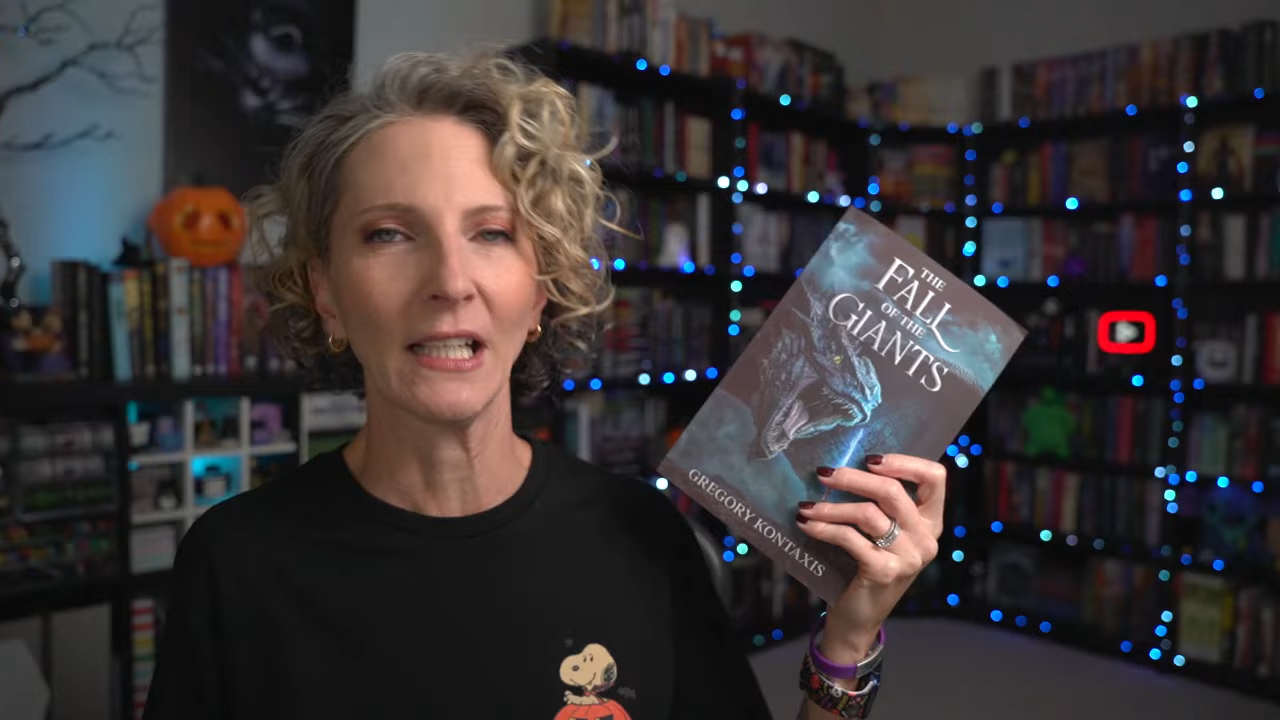 THE
FALL
OF THE
GIANTS
GREGORY KONTAXIS